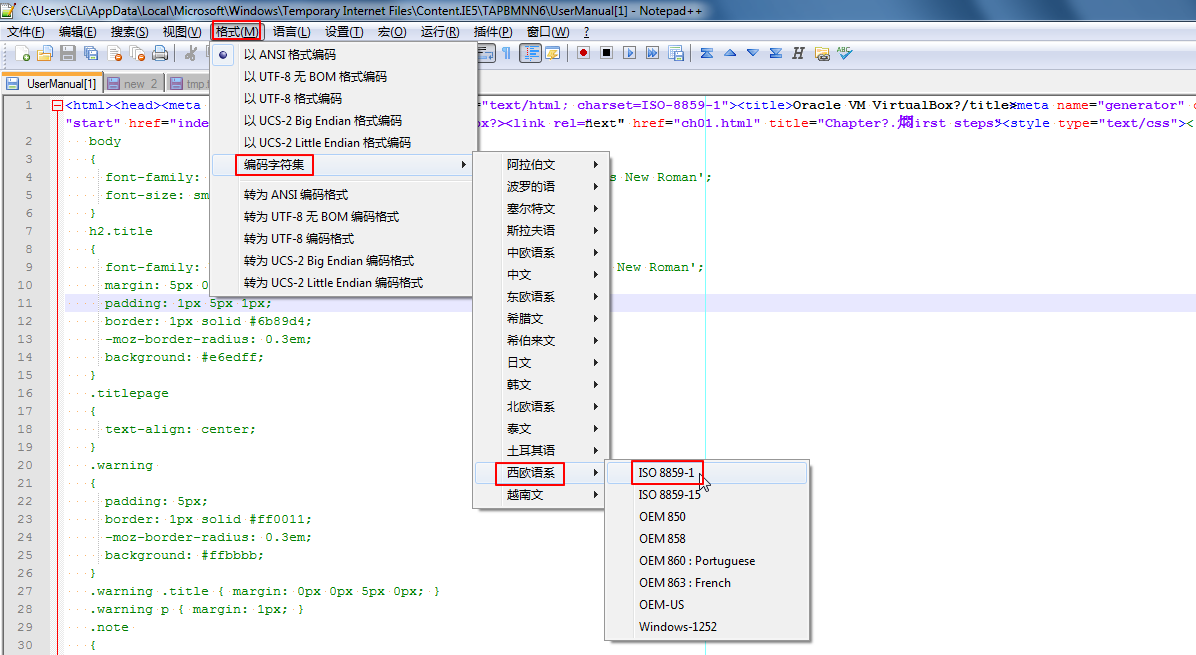 C:\Users\CLi\AppData\Local\Microsoft\Windows\Temporary Internet Files\Content.IE5\TAPBMNN6\UserManual[1] - Notepad++
文件(F) 编辑(E) 搜索(S) 视图(V) 格式(M) 语言(L) 设置(T) 宏(O) 运行(R) 插件(P) 窗口(W) ?
UserManual[1] new 2 tmp.
以 ANSI 格式编码
以 UTF-8 无 BOM 格式编码
以 UTF-8 格式编码
以 UCS-2 Big Endian 格式编码
以 UCS-2 Little Endian 格式编码
编码字符集
转为 ANSI 编码格式
转为 UTF-8 无 BOM 编码格式
转为 UTF-8 编码格式
转为 UCS-2 Big Endian 编码格式
转为 UCS-2 Little Endian 编码格式
阿拉伯文
波罗的语
塞尔特文
斯拉夫语
中欧语系
中文
东欧语系
希腊文
希伯来文
日文
韩文
北欧语系
泰文
土耳其语
西欧语系
越南文
ISO 8859-1
ISO 8859-15
OEM 850
OEM 858
OEM 860 : Portuguese
OEM 863 : French
OEM-US
Windows-1252
1 <html><head><meta ="text/html; charset=ISO-8859-1"><title>Oracle VM VirtualBox?/title><meta name="generator"
"start" href="inde ox?><link rel="next" href="ch01.html" title="Chapter?. irst steps"><style type="text/css"><
2 body
3 {
4 font-family: s New Roman';
5 font-size: sm
6 }
7 h2.title
8 {
9 font-family: New Roman';
10 margin: 5px 0
11 padding: 1px 5px 1px;
12 border: 1px solid #6b89d4;
13 -moz-border-radius: 0.3em;
14 background: #e6edff;
15 }
16 .titlepage
17 {
18 text-align: center;
19 }
20 .warning
21 {
22 padding: 5px;
23 border: 1px solid #ff0011;
24 -moz-border-radius: 0.3em;
25 background: #ffbbbb;
26 }
27 .warning .title { margin: 0px 0px 5px 0px; }
28 .warning p { margin: 1px; }
29 .note
30 {